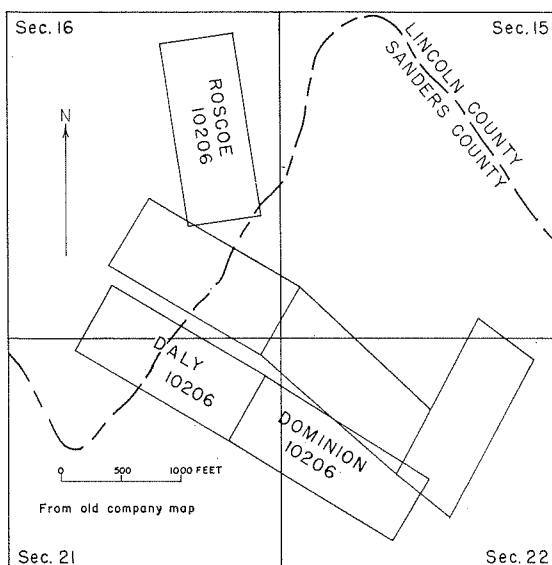 Sec. 16
Sec. 15
LINCOLN COUNTY
SANDERS COUNTY
ROSCOE
10206
N
DALY
10206
DOMINION
10206
0 500 1000 FEET
From old company map
Sec. 21
Sec. 22